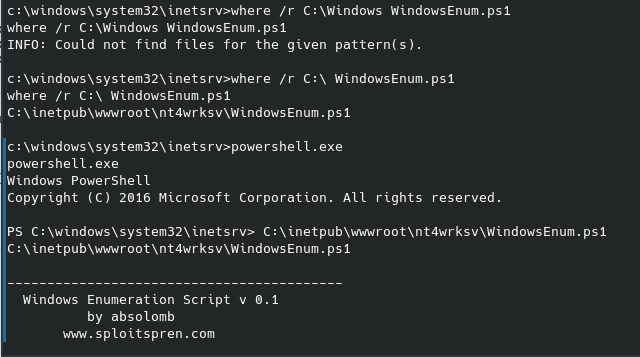 c:\windows\system32\inetsrv>where /r C:\Windows WindowsEnum.ps1
where /r C:\Windows WindowsEnum.ps1
INFO: Could not find files for the given pattern(s).
c:\windows\system32\inetsrv>where /r C:\ WindowsEnum.ps1
where /r C:\ WindowsEnum.ps1
C:\inetpub\wwwroot\nt4wrksv\WindowsEnum.ps1
c:\windows\system32\inetsrv>powershell.exe
powershell.exe
Windows PowerShell
Copyright (C) 2016 Microsoft Corporation. All rights reserved.
PS C:\windows\system32\inetsrv> C:\inetpub\wwwroot\nt4wrksv\WindowsEnum.ps1
C:\inetpub\wwwroot\nt4wrksv\WindowsEnum.ps1
------------------------------------------
Windows Enumeration Script v 0.1
by absolomb
www.sploitspren.com